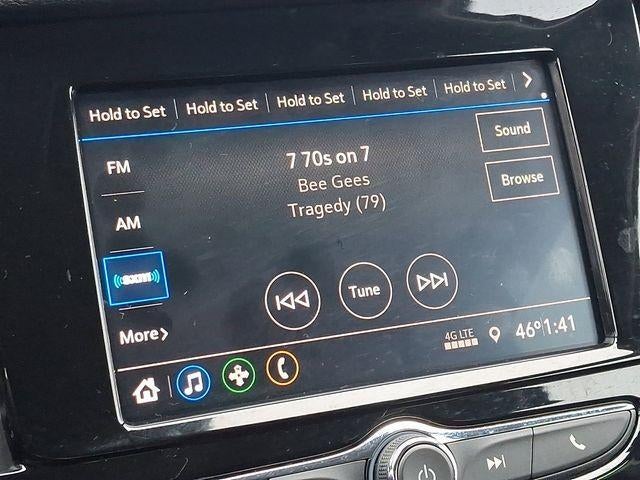 Hold to Set Hold to Set Hold to Set Hold to Set Hold to Set
FM
7 70s on 7
Sound
Bee Gees
Browse
AM
Tragedy (79)
SXM
Tune
More
4G LTE
46° 1:41